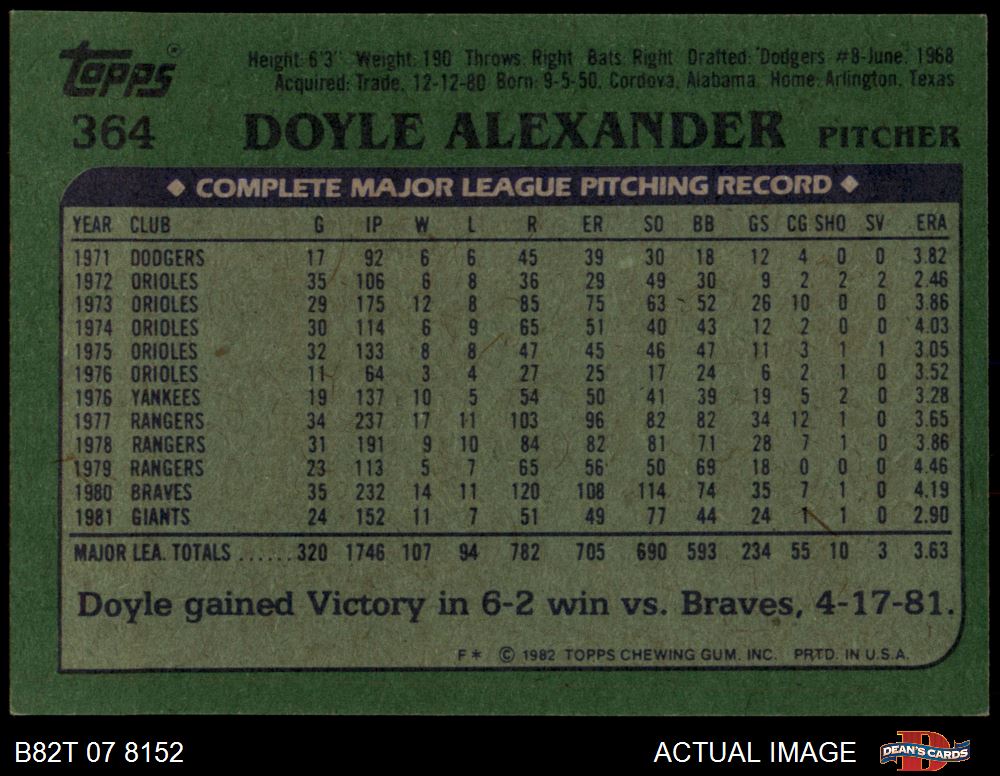 Topps®
Height: 6'3" Weight: 190 Throws: Right Bats: Right Drafted: Dodgers #8-June, 1968
Acquired: Trade, 12-12-80 Born: 9-5-50, Cordova, Alabama, Home: Arlington, Texas
364 DOYLE ALEXANDER PITCHER
◆ COMPLETE MAJOR LEAGUE PITCHING RECORD ◆
YEAR CLUB G IP W L R ER SO BB GS CG SHO SV ERA
1971 DODGERS 17 92 6 6 45 39 30 18 12 4 0 0 3.82
1972 ORIOLES 35 106 6 8 36 29 49 30 9 2 2 2 2.46
1973 ORIOLES 29 175 12 8 85 75 63 52 26 10 0 0 3.86
1974 ORIOLES 30 114 6 9 65 51 40 43 12 2 0 0 4.03
1975 ORIOLES 32 133 8 8 47 45 46 47 11 3 1 1 3.05
1976 ORIOLES 11 64 3 4 27 25 17 24 6 2 1 0 3.52
1976 YANKEES 19 137 10 5 54 50 41 39 19 5 2 0 3.28
1977 RANGERS 34 237 17 11 103 96 82 82 34 12 1 0 3.65
1978 RANGERS 31 191 9 10 84 82 81 71 28 7 1 0 3.86
1979 RANGERS 23 113 5 7 65 56 50 69 18 0 0 0 4.46
1980 BRAVES 35 232 14 11 120 108 114 74 35 7 1 0 4.19
1981 GIANTS 24 152 11 7 51 49 77 44 24 1 1 0 2.90
MAJOR LEA. TOTALS ...... 320 1746 107 94 782 705 690 593 234 55 10 3 3.63
Doyle gained Victory in 6-2 win vs. Braves, 4-17-81.
F* © 1982 TOPPS CHEWING GUM, INC. PRTD. IN U.S.A.
B82T 07 8152 ACTUAL IMAGE DEAN'S CARDS